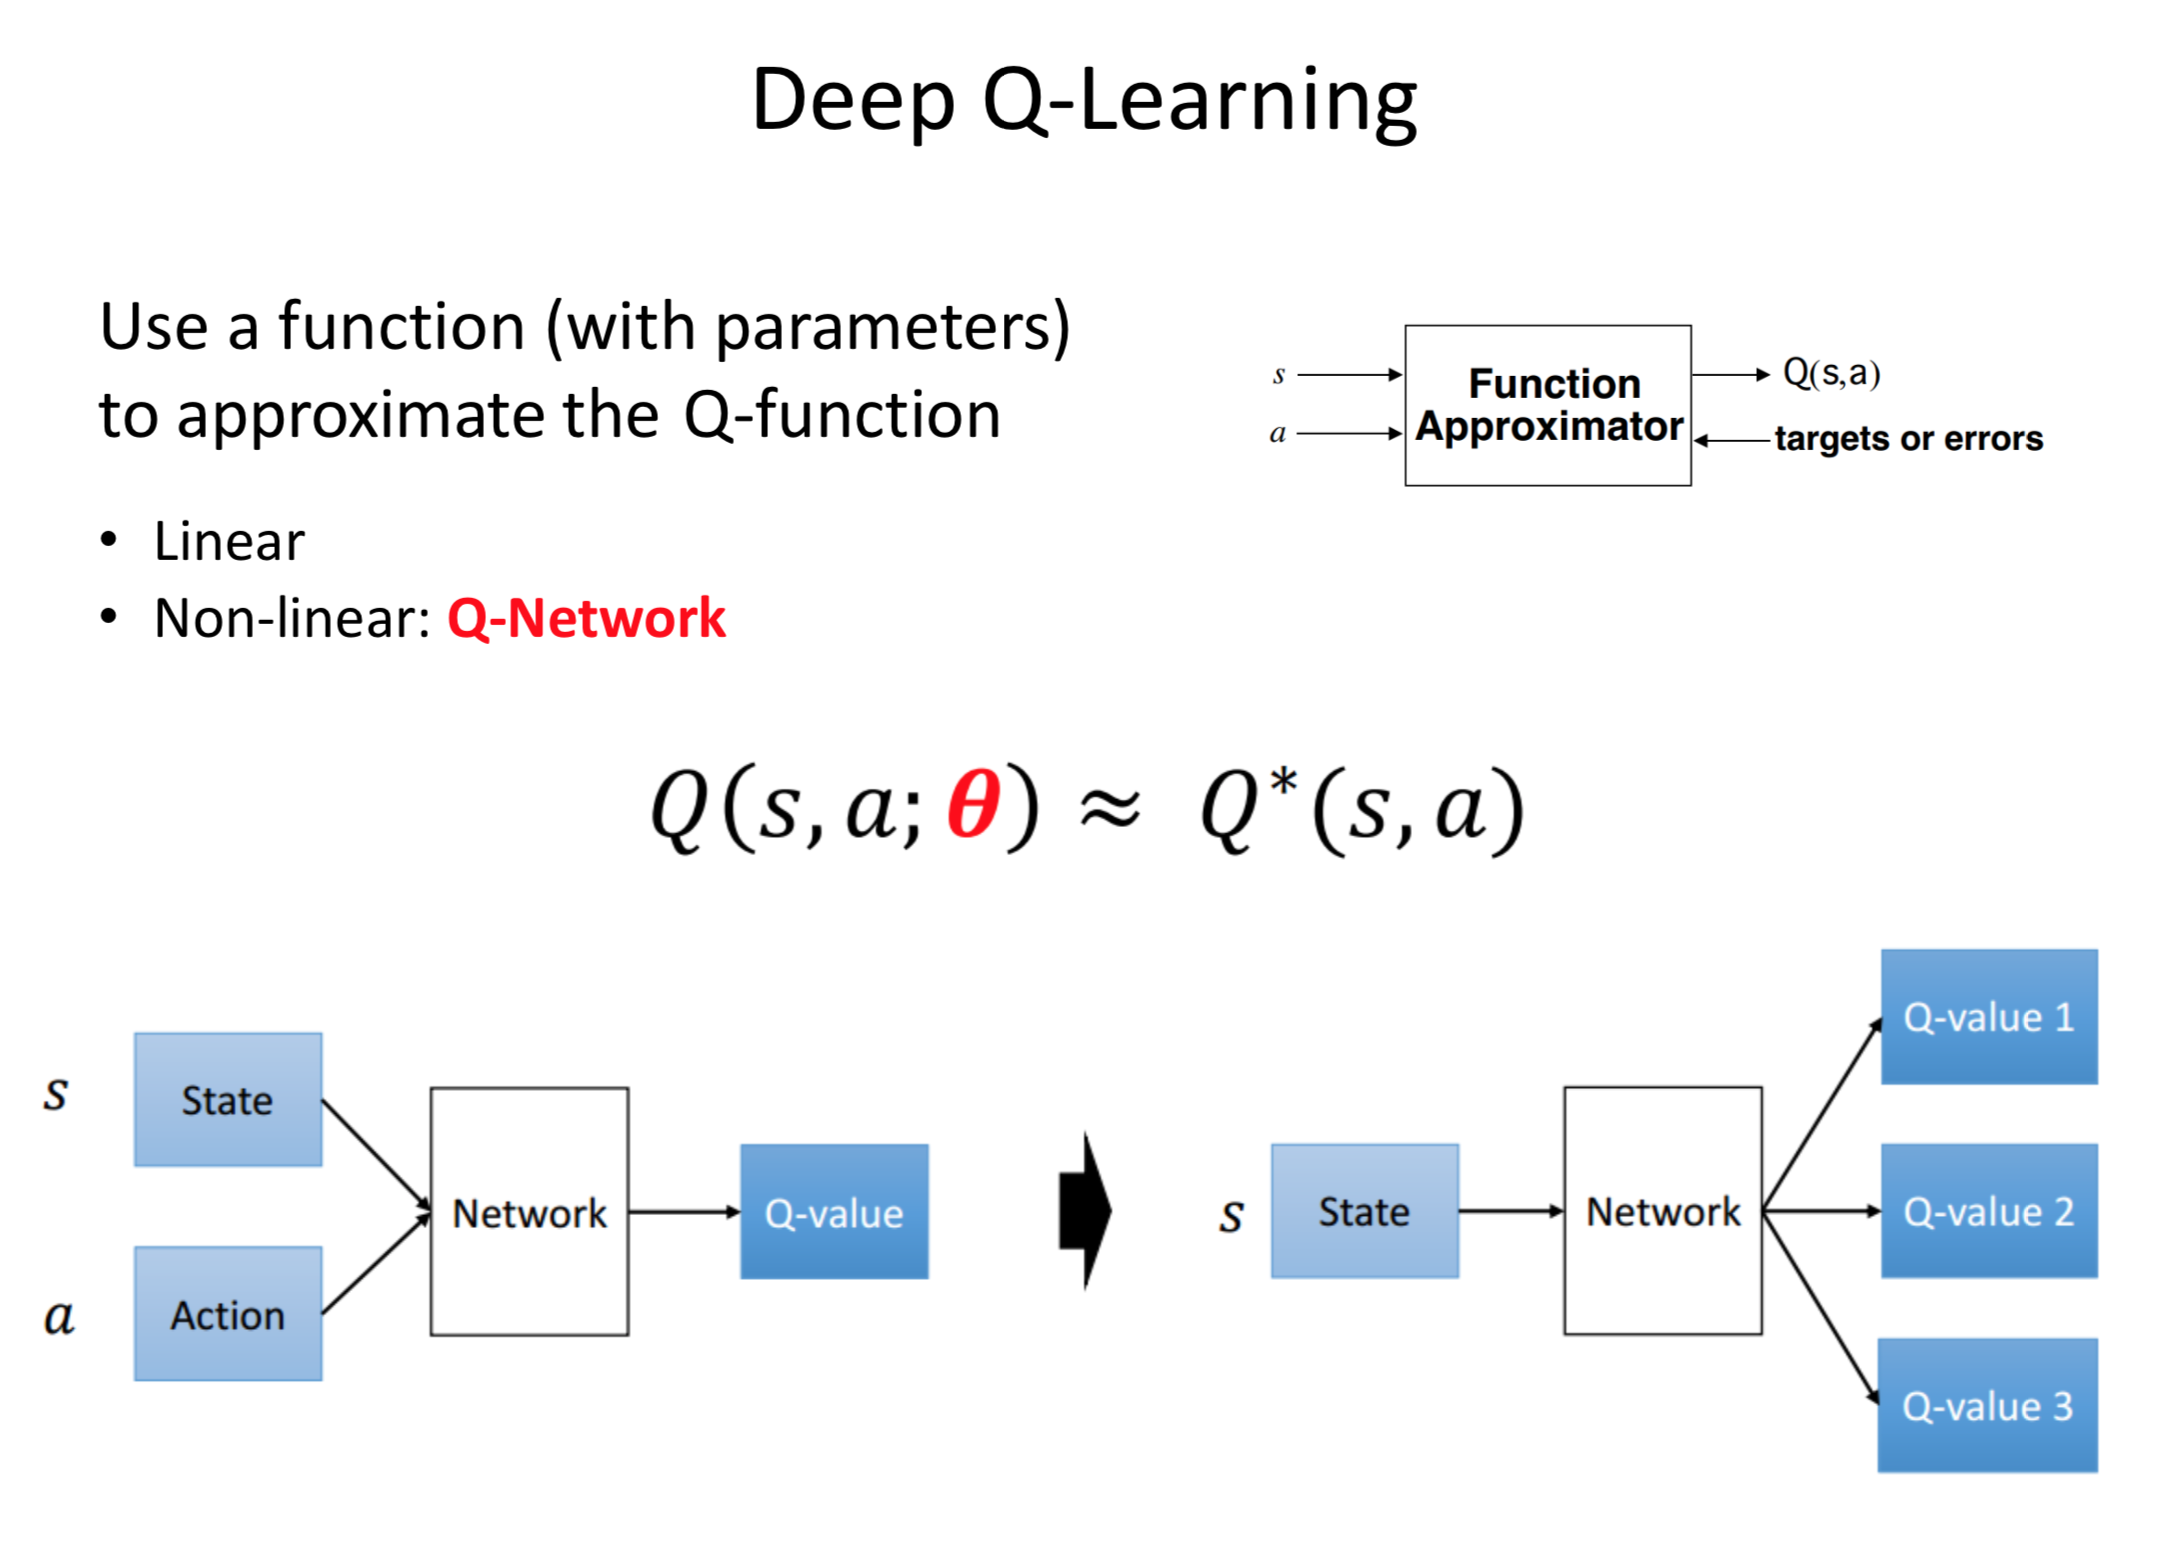 Deep Q-Learning
Use a function (with parameters)
to approximate the Q-function
• Linear
• Non-linear: Q-Network
s
a
Function
Approximator
Q(s,a)
targets or errors
Q(s, a; θ) ≈ Q*(s, a)
s
State
a
Action
Network
Q-value
s
State
Network
Q-value 1
Q-value 2
Q-value 3